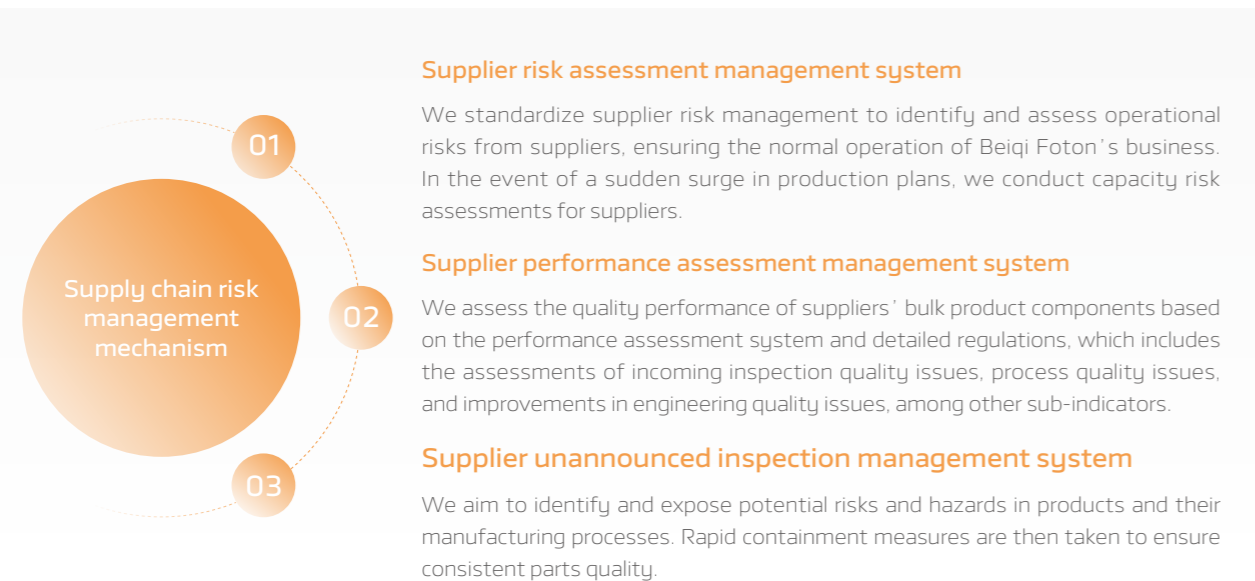 Supplier risk assessment management system
We standardize supplier risk management to identify and assess operational
risks from suppliers, ensuring the normal operation of Beiqi Foton's business.
In the event of a sudden surge in production plans, we conduct capacity risk
assessments for suppliers.
01
Supply chain risk
management
mechanism
02
03
Supplier performance assessment management system
We assess the quality performance of suppliers' bulk product components based
on the performance assessment system and detailed regulations, which includes
the assessments of incoming inspection quality issues, process quality issues,
and improvements in engineering quality issues, among other sub-indicators.
Supplier unannounced inspection management system
We aim to identify and expose potential risks and hazards in products and their
manufacturing processes. Rapid containment measures are then taken to ensure
consistent parts quality.